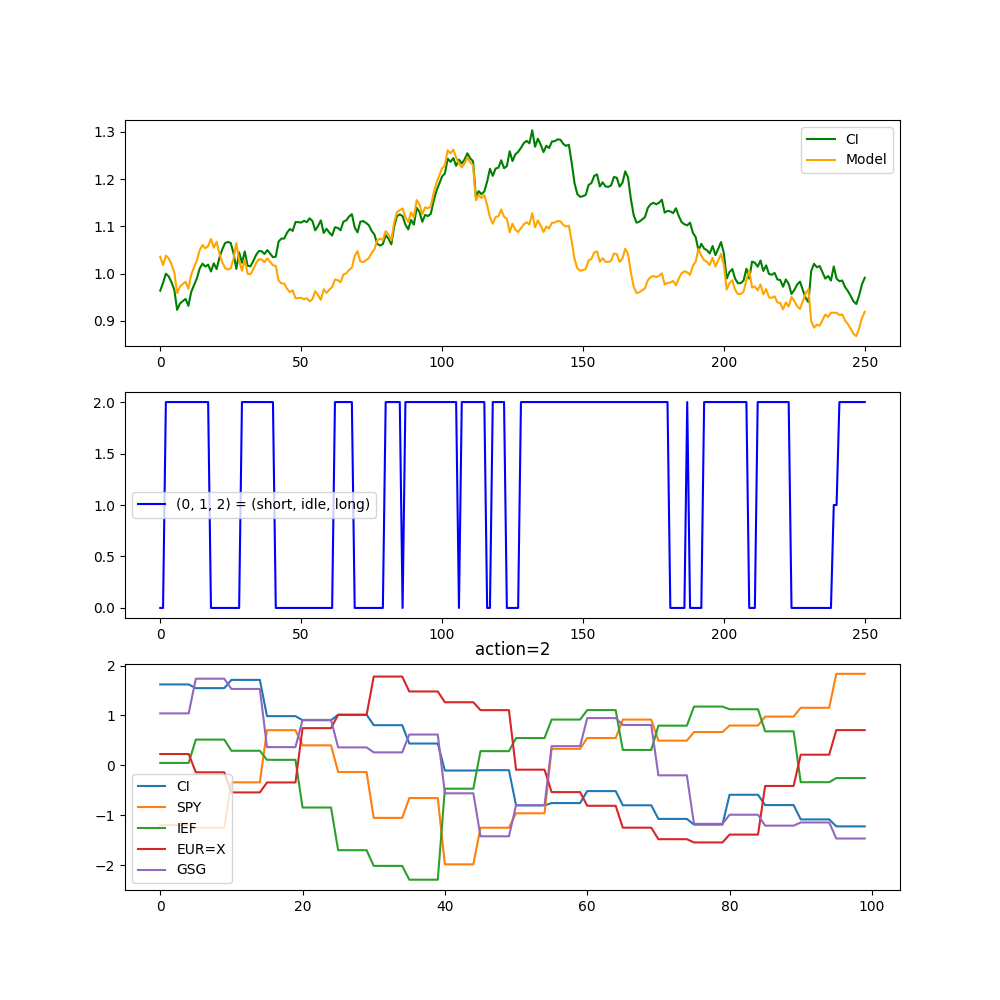 1.3
1.2
1.1
1.0
0.9
0 50 100 150 200 250
CI
Model
2.0
1.5
1.0
0.5
0.0
(0, 1, 2) = (short, idle, long)
0 50 100 150 200 250
action=2
2
1
0
−1
−2
CI
SPY
IEF
EUR=X
GSG
0 20 40 60 80 100